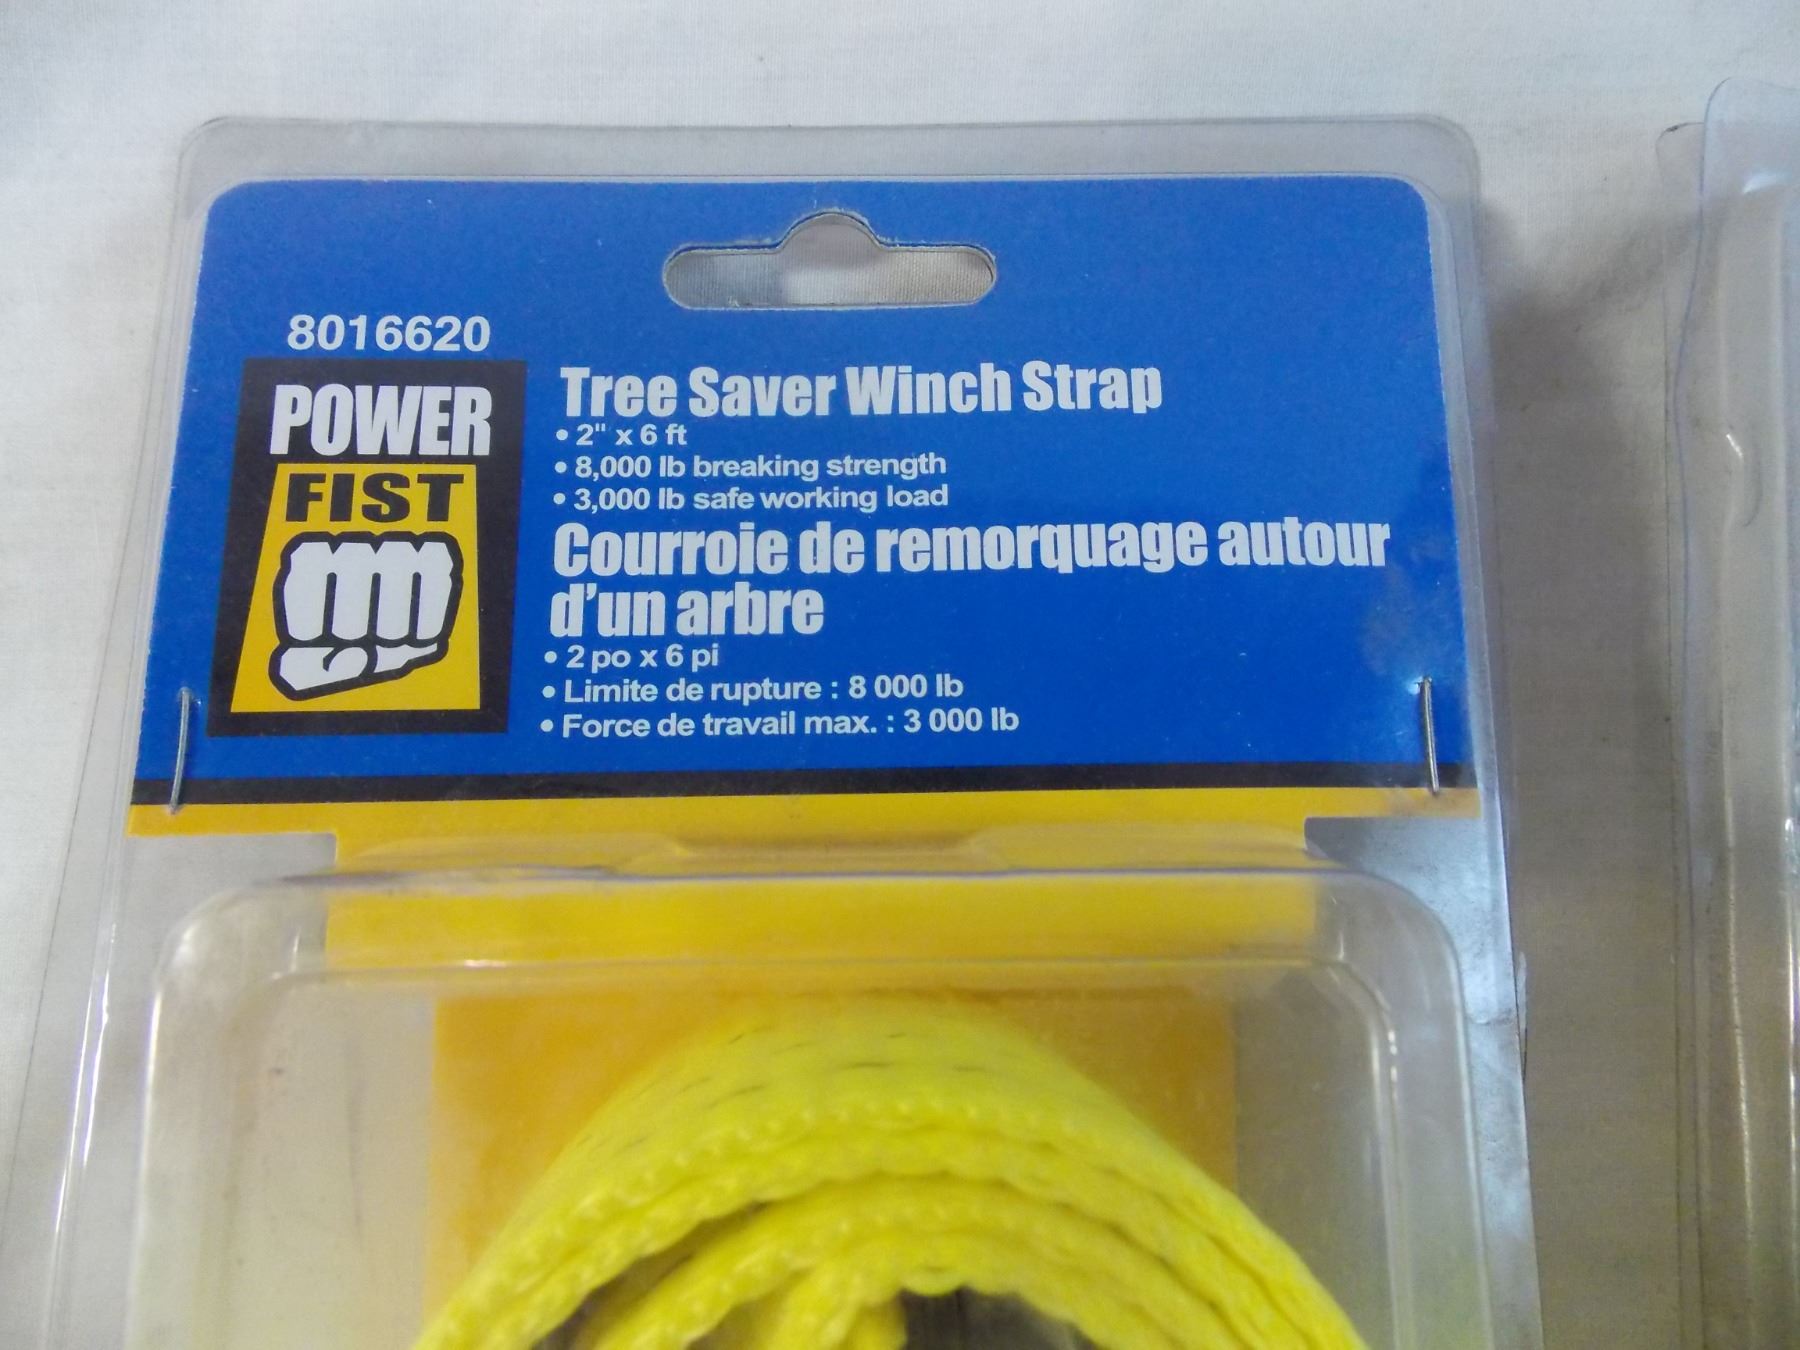 8016620
POWER
FIST
Tree Saver Winch Strap
• 2" x 6 ft
• 8,000 lb breaking strength
• 3,000 lb safe working load
Courroie de remorquage autour
d'un arbre
• 2 po x 6 pi
• Limite de rupture : 8 000 lb
• Force de travail max. : 3 000 lb